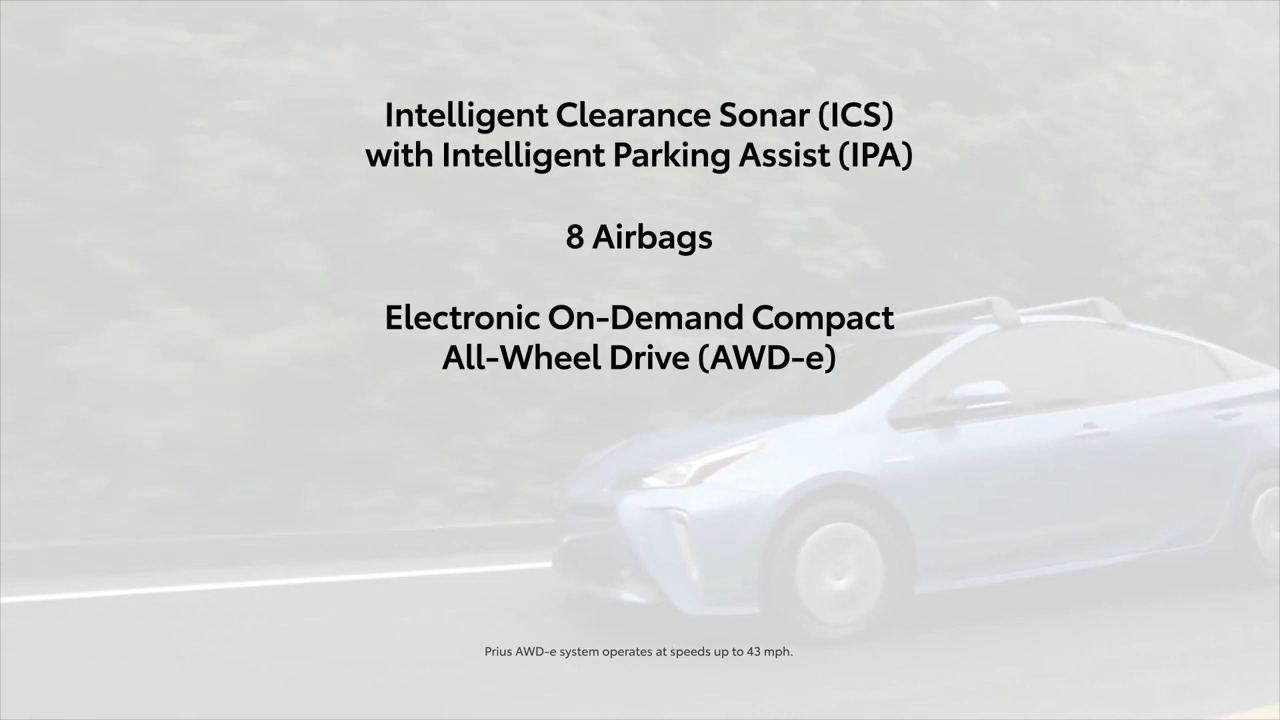 Intelligent Clearance Sonar (ICS)
with Intelligent Parking Assist (IPA)
8 Airbags
Electronic On-Demand Compact
All-Wheel Drive (AWD-e)
Prius AWD-e system operates at speeds up to 43 mph.